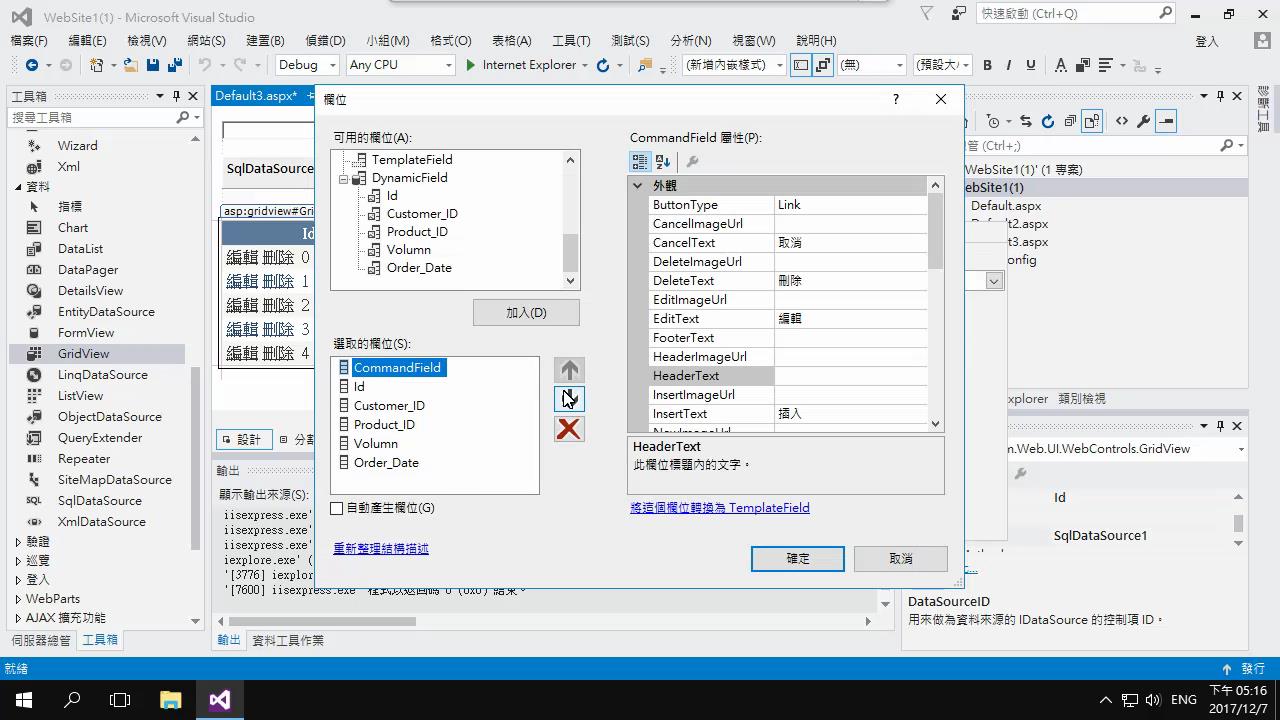 WebSite1(1) - Microsoft Visual Studio
快速啟動 (Ctrl+Q)
檔案(F) 編輯(E) 檢視(V) 網站(S) 建置(B) 偵錯(D) 小組(M) 格式(O) 表格(A) 工具(T) 測試(S) 分析(N) 視窗(W) 說明(H) 登入
Debug Any CPU Internet Explorer (新增內嵌樣式) (無) (預設大 B I U A
工具箱
搜尋工具箱
Wizard
Xml
資料
指標
Chart
DataList
DataPager
DetailsView
EntityDataSource
FormView
GridView
LinqDataSource
ListView
ObjectDataSource
QueryExtender
Repeater
SiteMapDataSource
SQL SqlDataSource
XmlDataSource
驗證
巡覽
登入
WebParts
AJAX 擴充功能
伺服器總管 工具箱
Default3.aspx*
SqlDataSource
asp:gridview#Gri
Id
編輯 刪除 0
編輯 刪除 1
編輯 刪除 2
編輯 刪除 3
編輯 刪除 4
設計 分割
輸出
顯示輸出來源(S):
iisexpress.exe'
iisexpress.exe'
iisexpress.exe'
iexplore.exe' (
'[3776] iexplor
'[7600] iisexpress.exe
輸出 資料工具作業
欄位
?
可用的欄位(A):
TemplateField
DynamicField
Id
Customer_ID
Product_ID
Volumn
Order_Date
加入(D)
選取的欄位(S):
CommandField
Id
Customer_ID
Product_ID
Volumn
Order_Date
自動產生欄位(G)
重新整理結構描述
CommandField 屬性(P):
外觀
ButtonType Link
CancelImageUrl
CancelText 取消
DeleteImageUrl
DeleteText 刪除
EditImageUrl
EditText 編輯
FooterText
HeaderImageUrl
HeaderText
InsertImageUrl
InsertText 插入
NewImageUrl
HeaderText
此欄位標題內的文字。
將這個欄位轉換為 TemplateField
確定 取消
管 (Ctrl+;)
WebSite1(1)' (1 專案)
ebSite1(1)
Default.aspx
Default2.aspx
t3.aspx
onfig
類別檢視
m.Web.UI.WebControls.GridView
Id
SqlDataSource1
DataSourceID
用來做為資料來源的 IDataSource 的控制項 ID。
就緒 發行
ENG
下午 05:16
2017/12/7